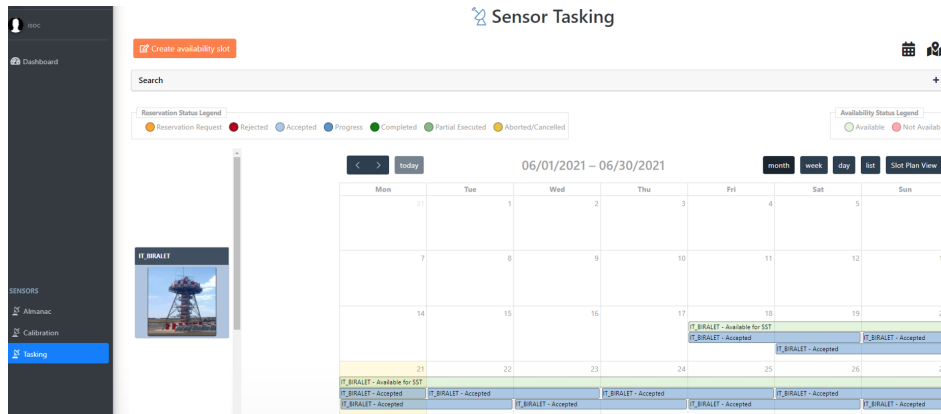 Sensor Tasking
isoc
Create availability slot
Dashboard
Search
+
Reservation Status Legend
Reservation Request Rejected Accepted Progress Completed Partial Executed Aborted/Cancelled
Availability Status Legend
Available Not Availab
< > today
06/01/2021 – 06/30/2021
month week day list Slot Plan View
Mon Tue Wed Thu Fri Sat Sun
31 1 2 3 4 5
IT_BIRALET
7 8 9 10 11 12
SENSORS
Almanac
Calibration
Tasking
14 15 16 17 18 19
IT_BIRALET - Available for SST
IT_BIRALET - Accepted IT_BIRALET - Accepted
IT_BIRALET - Accepted
21 22 23 24 25 26
IT_BIRALET - Available for SST
IT_BIRALET - Accepted IT_BIRALET - Accepted IT_BIRALET - Accepted IT_BIRALET - Accepted
IT_BIRALET - Accepted IT_BIRALET - Accepted IT_BIRALET - Accepted IT_BIRALET - Accepted